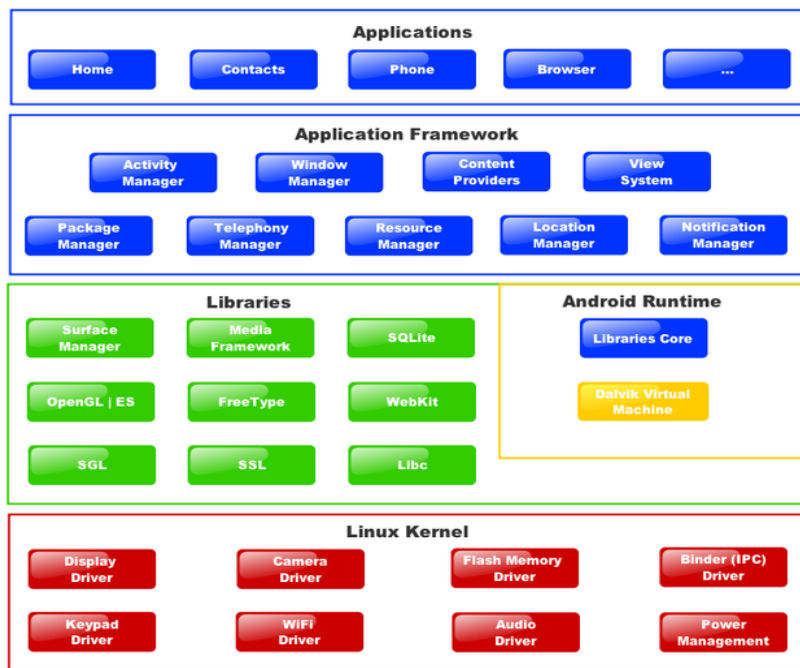 Applications
Home
Contacts
Phone
Browser
...
Application Framework
Activity
Manager
Window
Manager
Content
Providers
View
System
Package
Manager
Telephony
Manager
Resource
Manager
Location
Manager
Notification
Manager
Libraries
Android Runtime
Surface
Manager
Media
Framework
SQLite
Libraries Core
OpenGL | ES
FreeType
WebKit
Dalvik Virtual
Machine
SGL
SSL
Libc
Linux Kernel
Display
Driver
Camera
Driver
Flash Memory
Driver
Binder (IPC)
Driver
Keypad
Driver
WiFi
Driver
Audio
Driver
Power
Management